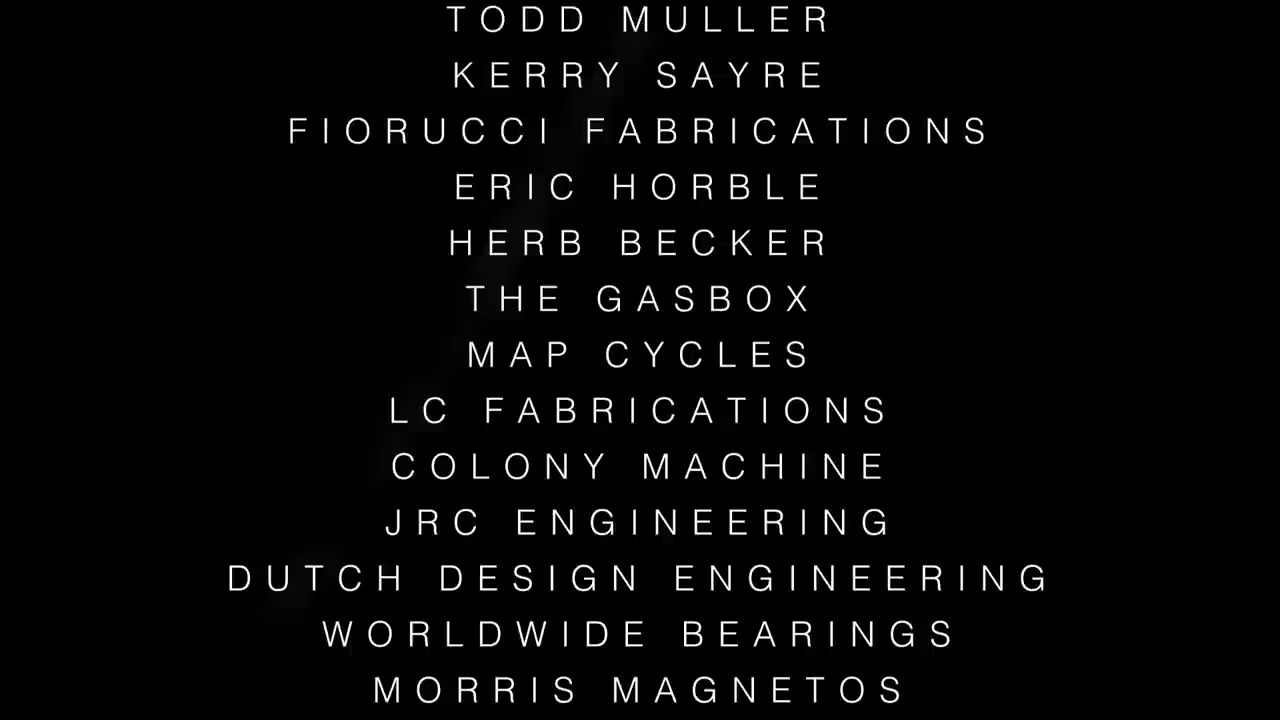 TODD MULLER
KERRY SAYRE
FIORUCCI FABRICATIONS
ERIC HORBLE
HERB BECKER
THE GASBOX
MAP CYCLES
LC FABRICATIONS
COLONY MACHINE
JRC ENGINEERING
DUTCH DESIGN ENGINEERING
WORLDWIDE BEARINGS
MORRIS MAGNETOS